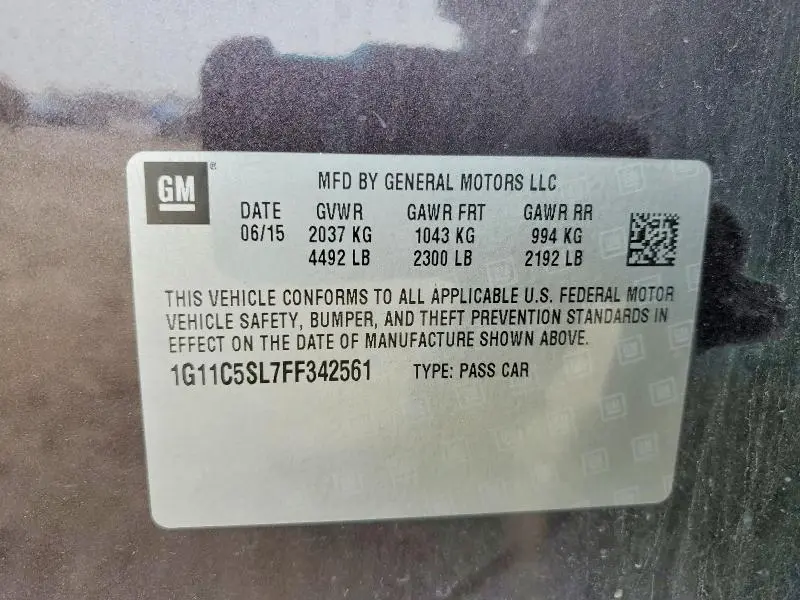 GM ®
MFD BY GENERAL MOTORS LLC
DATE GVWR GAWR FRT GAWR RR
06/15 2037 KG 1043 KG 994 KG
4492 LB 2300 LB 2192 LB
THIS VEHICLE CONFORMS TO ALL APPLICABLE U.S. FEDERAL MOTOR
VEHICLE SAFETY, BUMPER, AND THEFT PREVENTION STANDARDS IN
EFFECT ON THE DATE OF MANUFACTURE SHOWN ABOVE.
1G11C5SL7FF342561 TYPE: PASS CAR